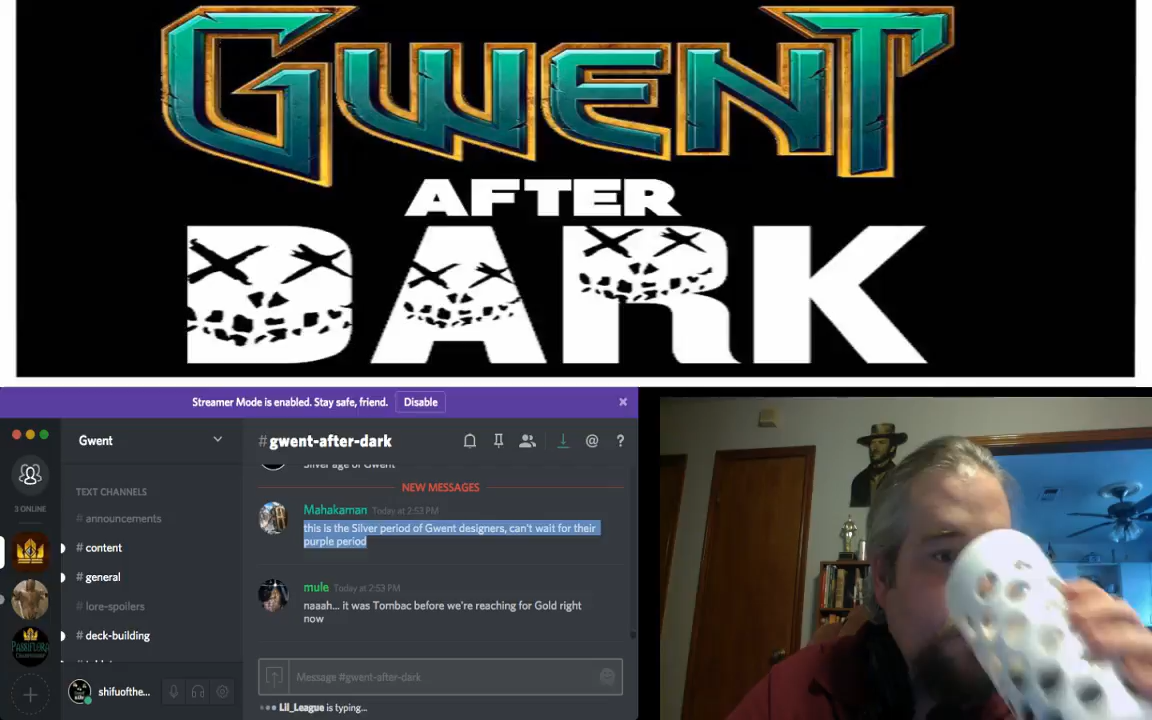 GWENT
AFTER
DARK
Streamer Mode is enabled. Stay safe, friend. Disable
Gwent
#gwent-after-dark
TEXT CHANNELS
# announcements
# content
# general
# lore-spoilers
# deck-building
3 ONLINE
PASSIFLORA
shifuofthe...
Silver age of Gwent
NEW MESSAGES
Mahakaman Today at 2:53 PM
this is the Silver period of Gwent designers, can't wait for their
purple period
mule Today at 2:53 PM
naaah... it was Tombac before we're reaching for Gold right
now
Message #gwent-after-dark
Lil_League is typing...